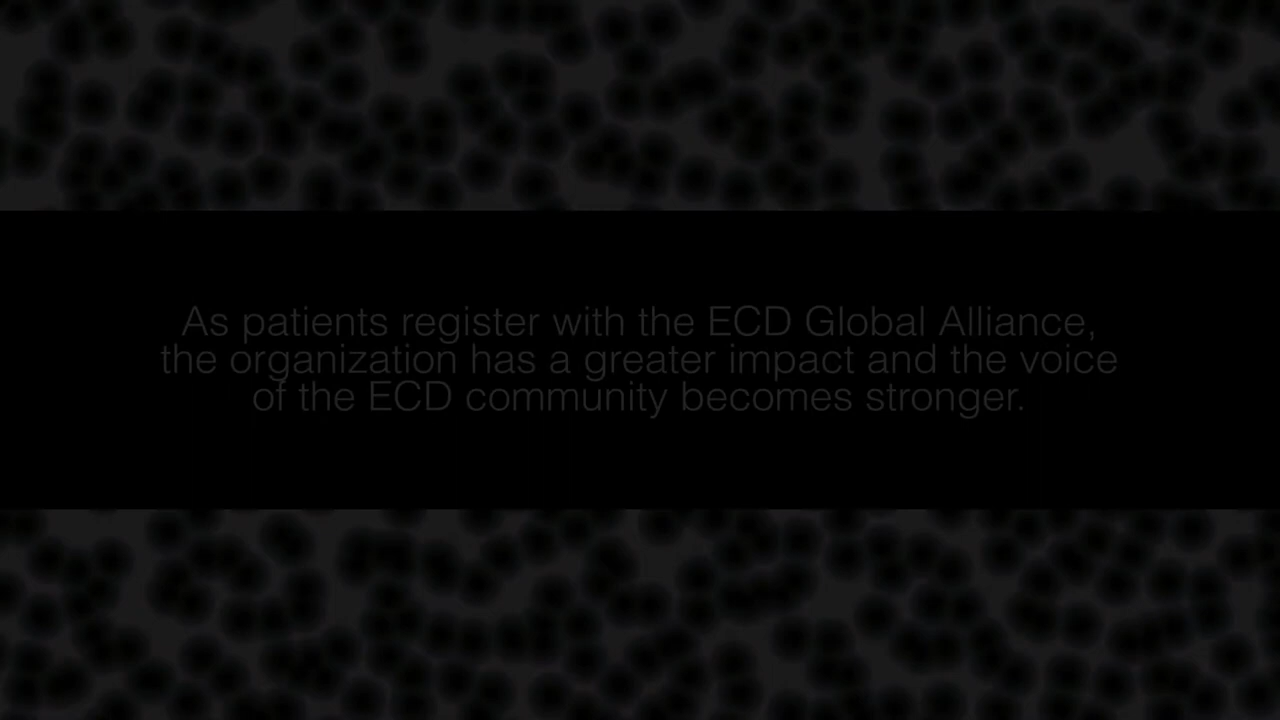 As patients register with the ECD Global Alliance,
the organization has a greater impact and the voice
of the ECD community becomes stronger.